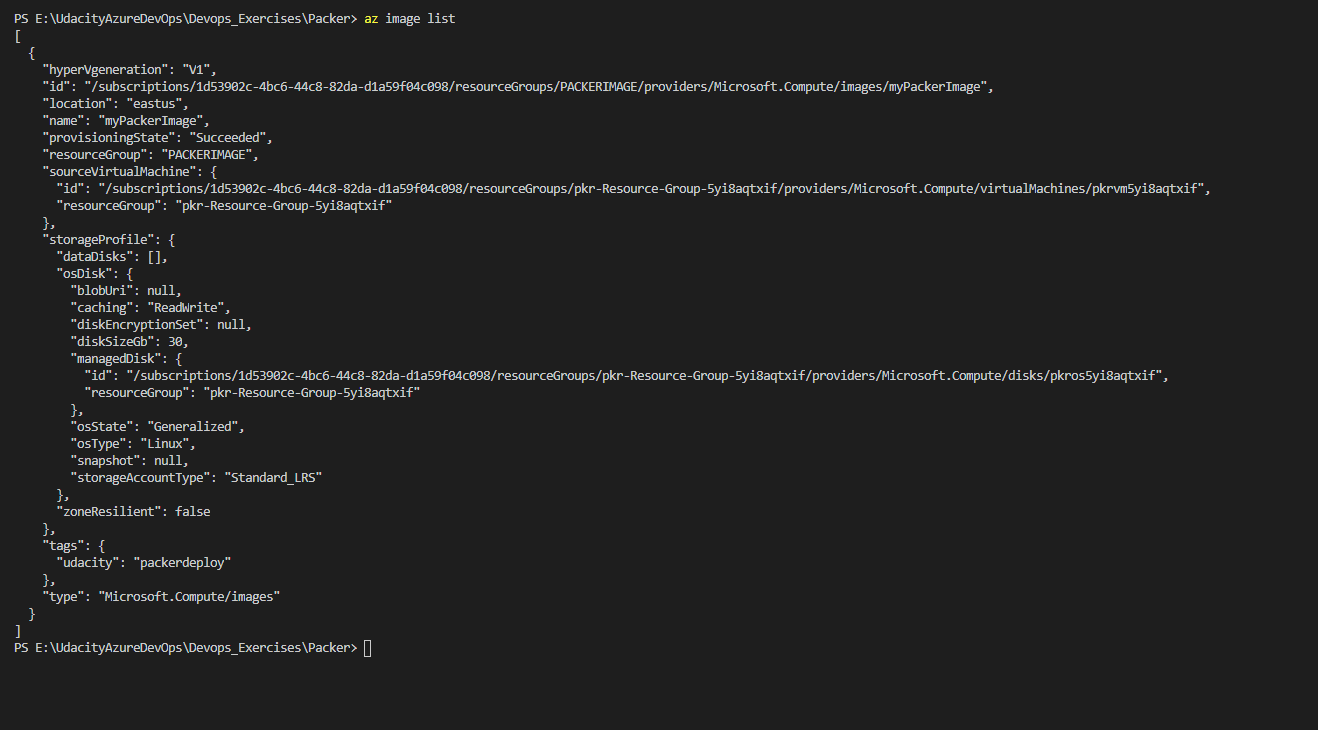 PS E:\UdacityAzureDevOps\Devops_Exercises\Packer> az image list
[
  {
    "hyperVgeneration": "V1",
    "id": "/subscriptions/1d53902c-4bc6-44c8-82da-d1a59f04c098/resourceGroups/PACKERIMAGE/providers/Microsoft.Compute/images/myPackerImage",
    "location": "eastus",
    "name": "myPackerImage",
    "provisioningState": "Succeeded",
    "resourceGroup": "PACKERIMAGE",
    "sourceVirtualMachine": {
      "id": "/subscriptions/1d53902c-4bc6-44c8-82da-d1a59f04c098/resourceGroups/pkr-Resource-Group-5yi8aqtxif/providers/Microsoft.Compute/virtualMachines/pkrvm5yi8aqtxif",
      "resourceGroup": "pkr-Resource-Group-5yi8aqtxif"
    },
    "storageProfile": {
      "dataDisks": [],
      "osDisk": {
        "blobUri": null,
        "caching": "ReadWrite",
        "diskEncryptionSet": null,
        "diskSizeGb": 30,
        "managedDisk": {
          "id": "/subscriptions/1d53902c-4bc6-44c8-82da-d1a59f04c098/resourceGroups/pkr-Resource-Group-5yi8aqtxif/providers/Microsoft.Compute/disks/pkros5yi8aqtxif",
          "resourceGroup": "pkr-Resource-Group-5yi8aqtxif"
        },
        "osState": "Generalized",
        "osType": "Linux",
        "snapshot": null,
        "storageAccountType": "Standard_LRS"
      },
      "zoneResilient": false
    },
    "tags": {
      "udacity": "packerdeploy"
    },
    "type": "Microsoft.Compute/images"
  }
]
PS E:\UdacityAzureDevOps\Devops_Exercises\Packer>